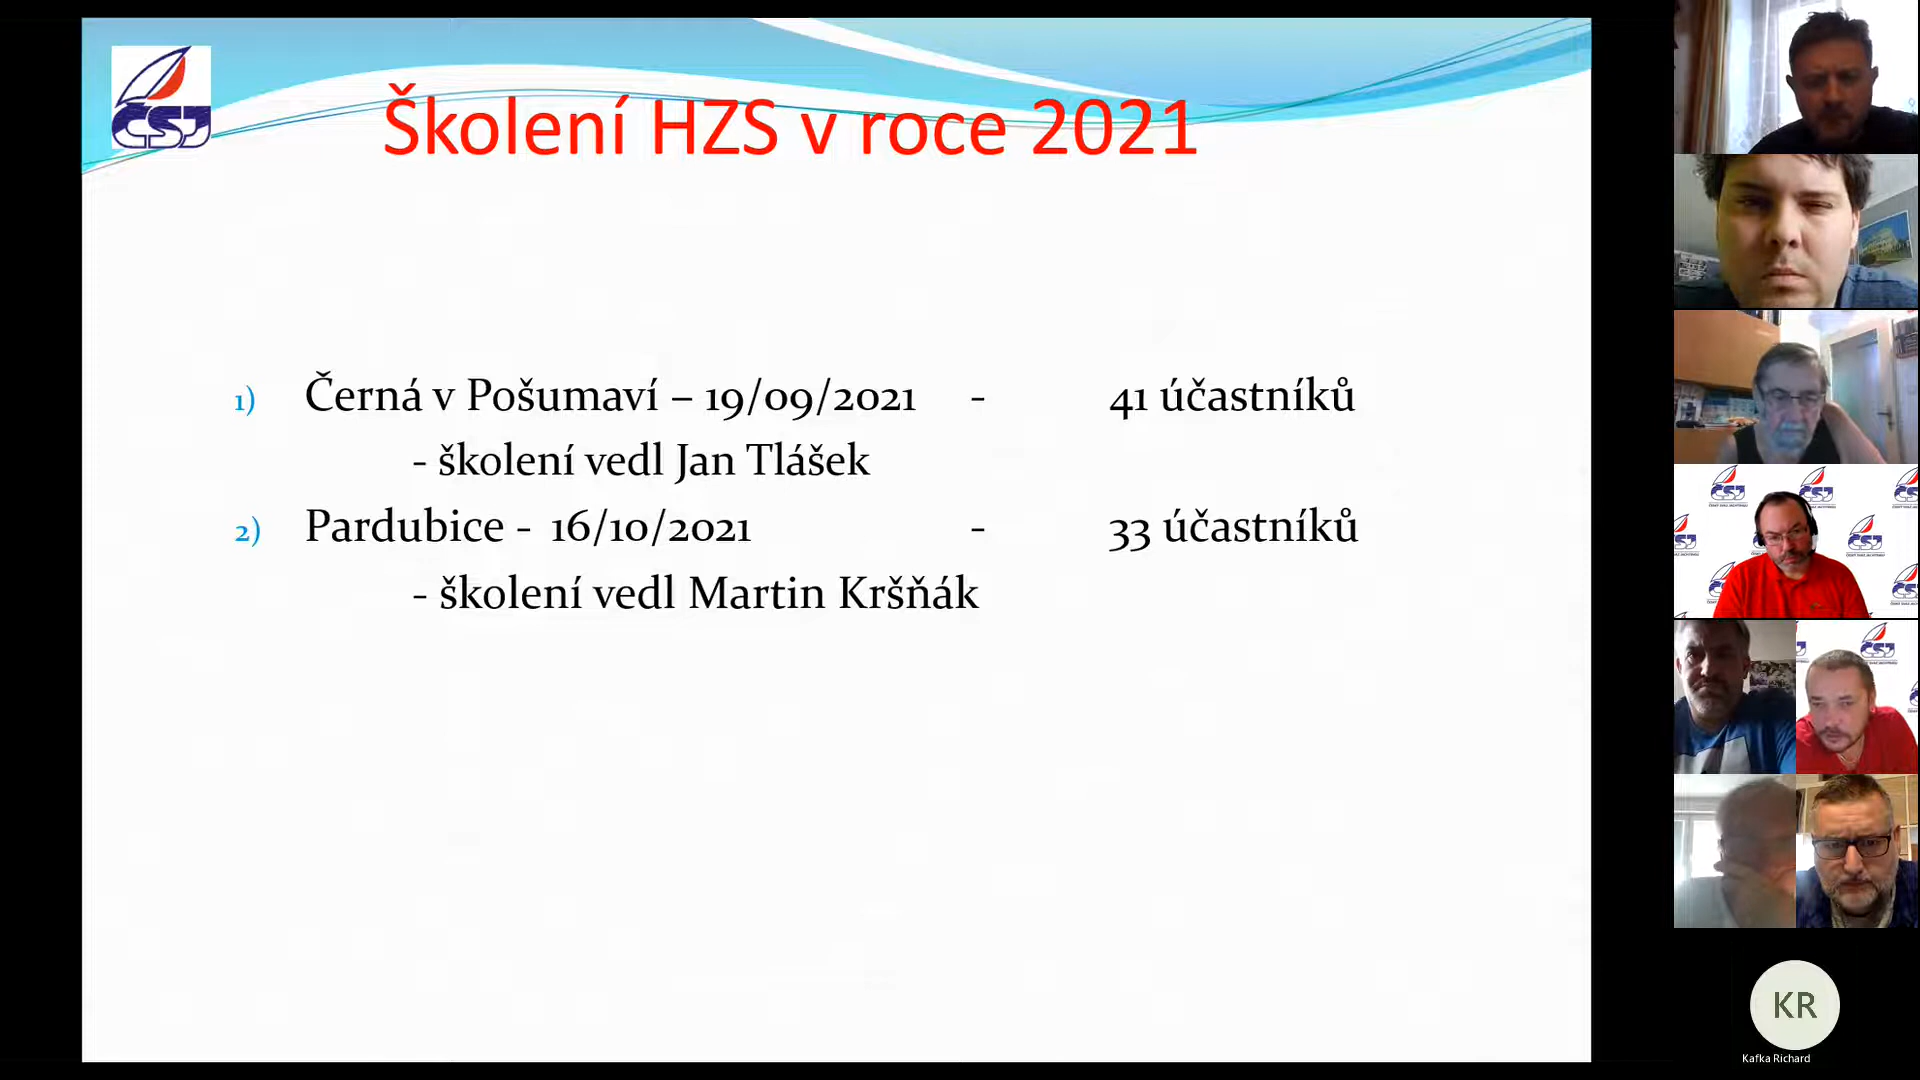 ČSJ
Školení HZS v roce 2021
1) Černá v Pošumaví – 19/09/2021 - 41 účastníků
- školení vedl Jan Tlášek
2) Pardubice - 16/10/2021 - 33 účastníků
- školení vedl Martin Kršňák
KR
Kafka Richard